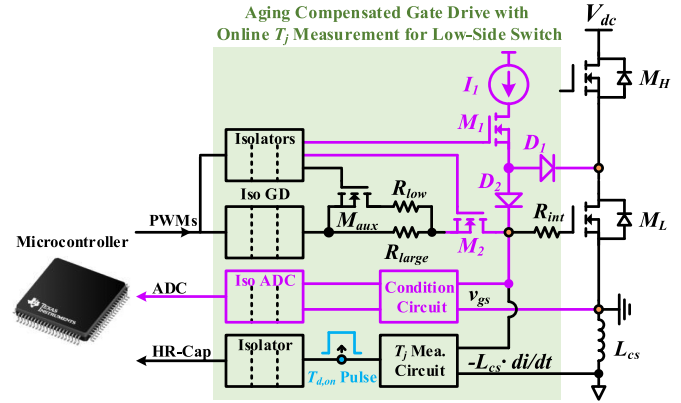 Aging Compensated Gate Drive with
Online Tj Measurement for Low-Side Switch
Vdc
I1
MH
M1
Isolators
D1
D2
Iso GD
Rlow
PWMs
Maux
Rint
ML
Microcontroller
Rlarge
M2
ADC
Iso ADC
Condition
Circuit
vgs
TEXAS
INSTRUMENTS
Isolator
HR-Cap
Td,on Pulse
Tj Mea.
Circuit
-Lcs· di/dt
Lcs